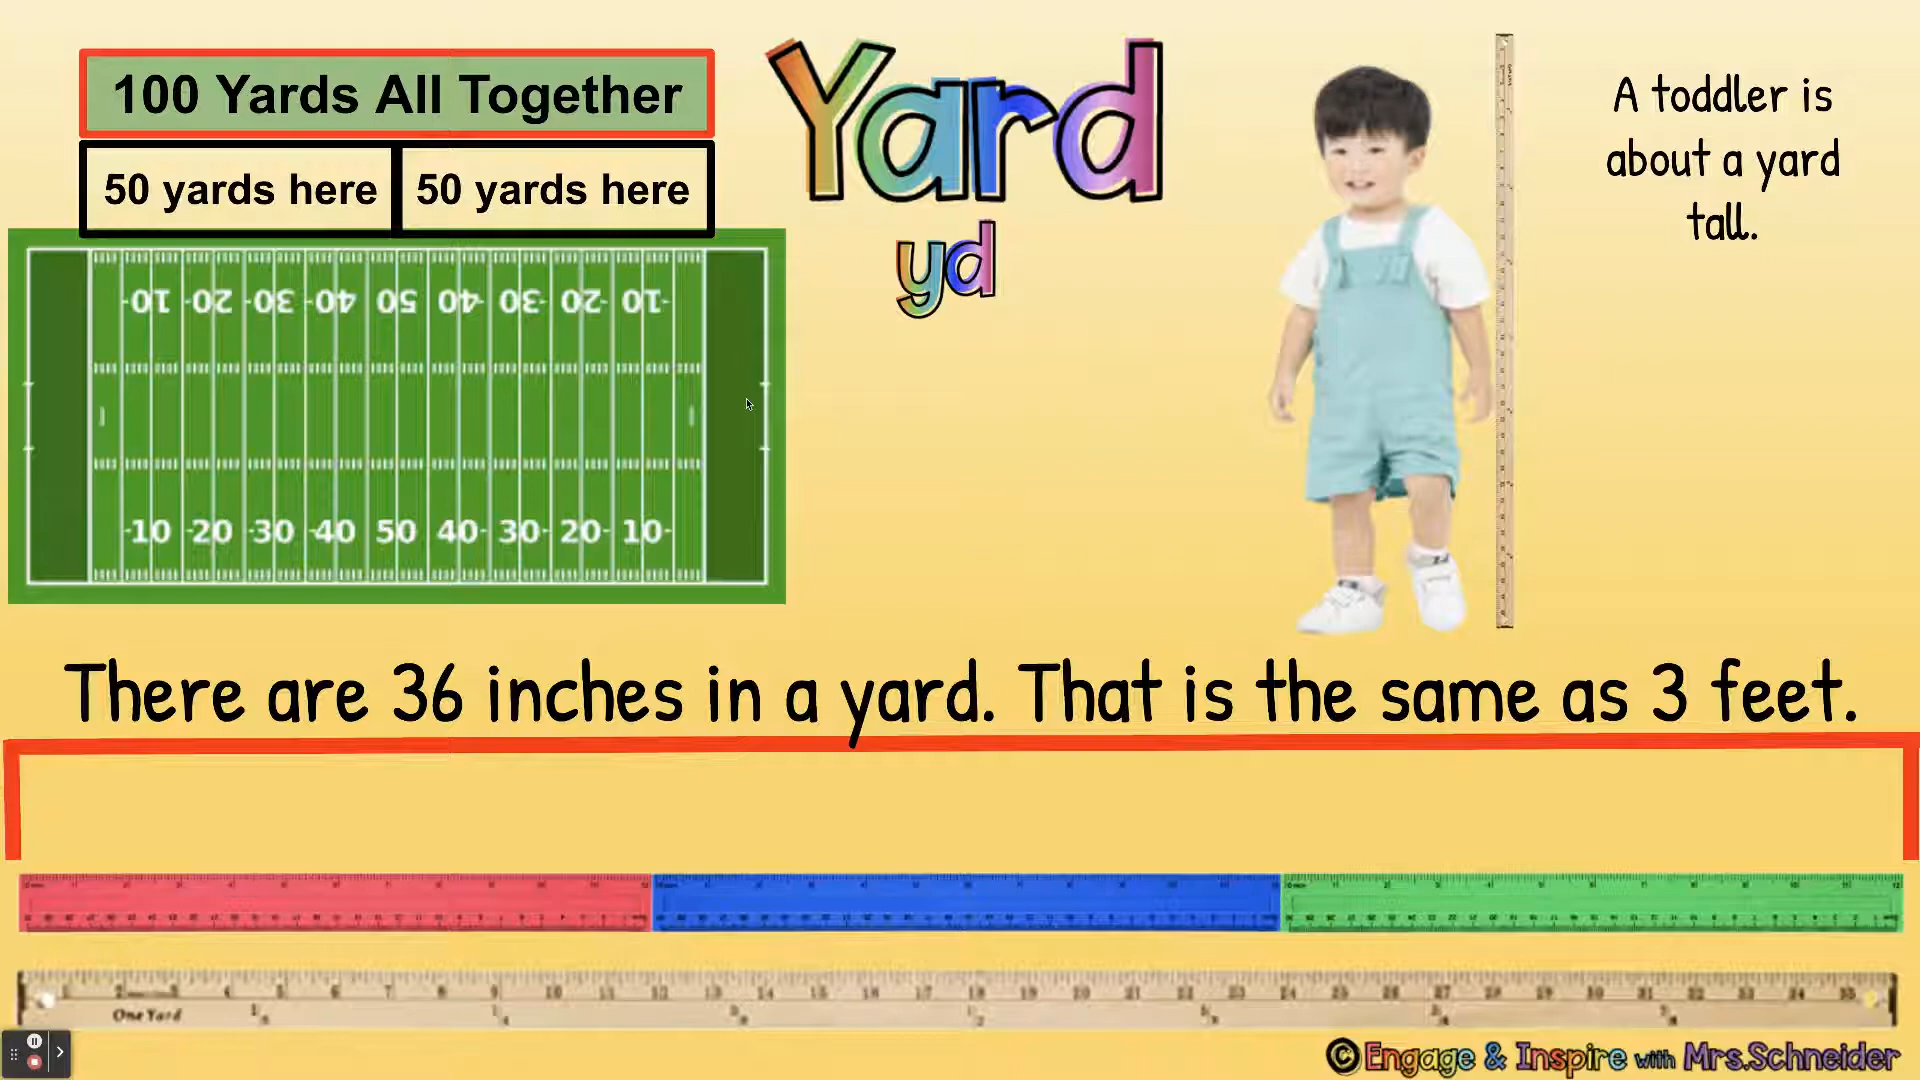 100 Yards All Together
50 yards here 50 yards here
Yard
yd
A toddler is
about a yard
tall.
10 20 30 40 50 40 30 20 10
10 20 30 40 50 40 30 20 10
There are 36 inches in a yard. That is the same as 3 feet.
One Yard
© Engage & Inspire with Mrs.Schneider